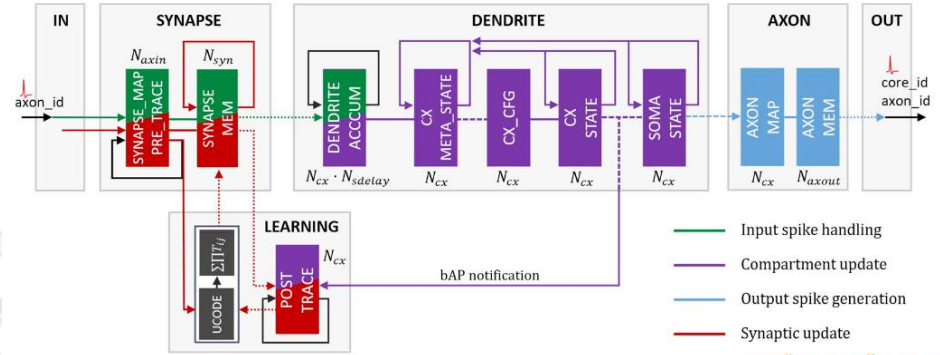 IN
SYNAPSE
DENDRITE
AXON
OUT
N_axin
N_syn
axon_id
SYNAPSE_MAP
PRE_TRACE
SYNAPSE
MEM
DENDRITE
ACCCUM
CX
META_STATE
CX_CFG
CX
STATE
SOMA
STATE
AXON
MAP
AXON
MEM
core_id
axon_id
N_cx · N_sdelay
N_cx
N_cx
N_cx
N_cx
N_cx
N_axout
LEARNING
N_cx
ΣΠT_ij
UCODE
POST
TRACE
bAP notification
Input spike handling
Compartment update
Output spike generation
Synaptic update